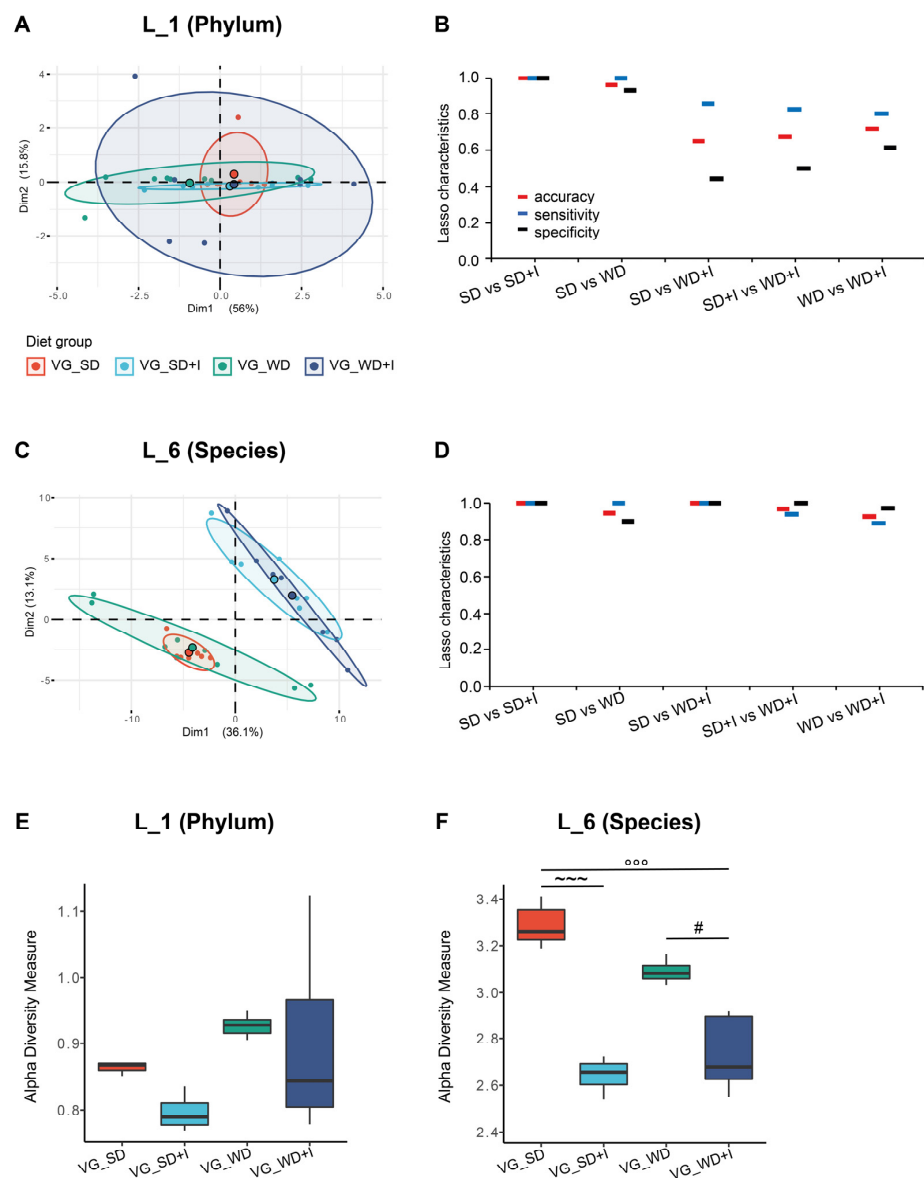 A
L_1 (Phylum)
4
2
0
-2
Dim2 (15.8%)
-5.0
-2.5
0.0
2.5
5.0
Dim1 (56%)
Diet group
VG_SD
VG_SD+I
VG_WD
VG_WD+I
B
Lasso characteristics
1.0
0.8
0.6
0.4
0.2
0.0
accuracy
sensitivity
specificity
SD vs SD+I
SD vs WD
SD vs WD+I
SD+I vs WD+I
WD vs WD+I
C
L_6 (Species)
10
5
0
-5
Dim2 (13.1%)
-10
0
10
Dim1 (36.1%)
D
Lasso characteristics
1.0
0.8
0.6
0.4
0.2
0.0
SD vs SD+I
SD vs WD
SD vs WD+I
SD+I vs WD+I
WD vs WD+I
E
L_1 (Phylum)
Alpha Diversity Measure
1.1
1.0
0.9
0.8
VG_SD
VG_SD+I
VG_WD
VG_WD+I
F
L_6 (Species)
Alpha Diversity Measure
3.4
3.2
3.0
2.8
2.6
2.4
°°°
~~~
#
VG_SD
VG_SD+I
VG_WD
VG_WD+I